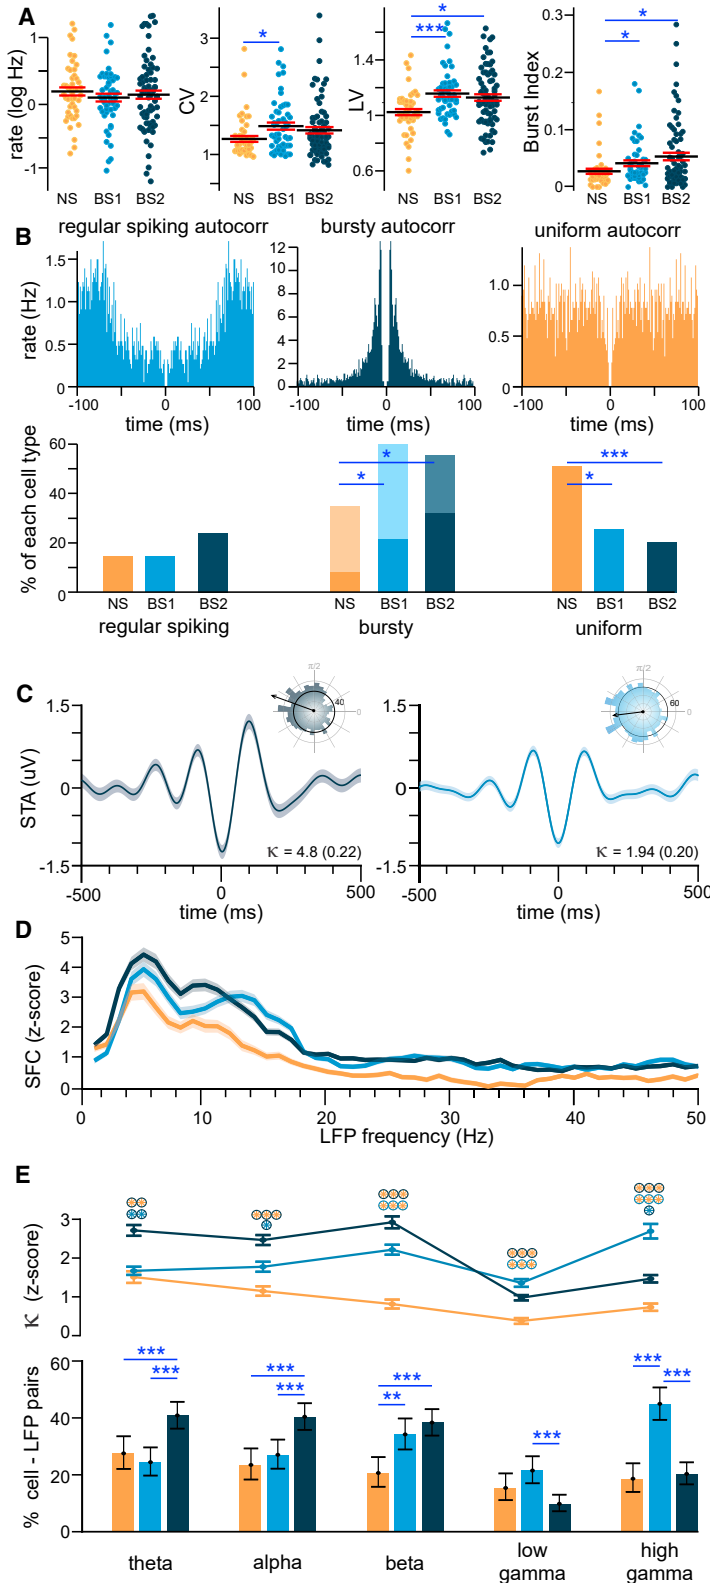 A
rate (log Hz)
1
0
-1
NS BS1 BS2
CV
3
2
1
*
NS BS1 BS2
LV
1.4
1
0.6
*
***
NS BS1 BS2
Burst Index
0.3
0.2
0.1
0
*
*
NS BS1 BS2
B
regular spiking autocorr
bursty autocorr
uniform autocorr
rate (Hz)
1.5
1.0
0.5
0
-100 0 100
time (ms)
12
10
8
6
4
2
0
-100 0 100
time (ms)
1.0
0.5
0
-100 0 100
time (ms)
% of each cell type
60
40
20
0
*
*
***
*
NS BS1 BS2
regular spiking
NS BS1 BS2
bursty
NS BS1 BS2
uniform
C
STA (uV)
1.5
0
-1.5
π/2
40
0
κ = 4.8 (0.22)
-500 0 500
time (ms)
1.5
0
-1.5
π/2
60
0
κ = 1.94 (0.20)
-500 0 500
time (ms)
D
SFC (z-score)
5
4
3
2
1
0
0 10 20 30 40 50
LFP frequency (Hz)
E
κ (z-score)
3
2
1
0
% cell - LFP pairs
60
40
20
0
***
***
***
***
***
**
***
***
***
theta
alpha
beta
low
gamma
high
gamma